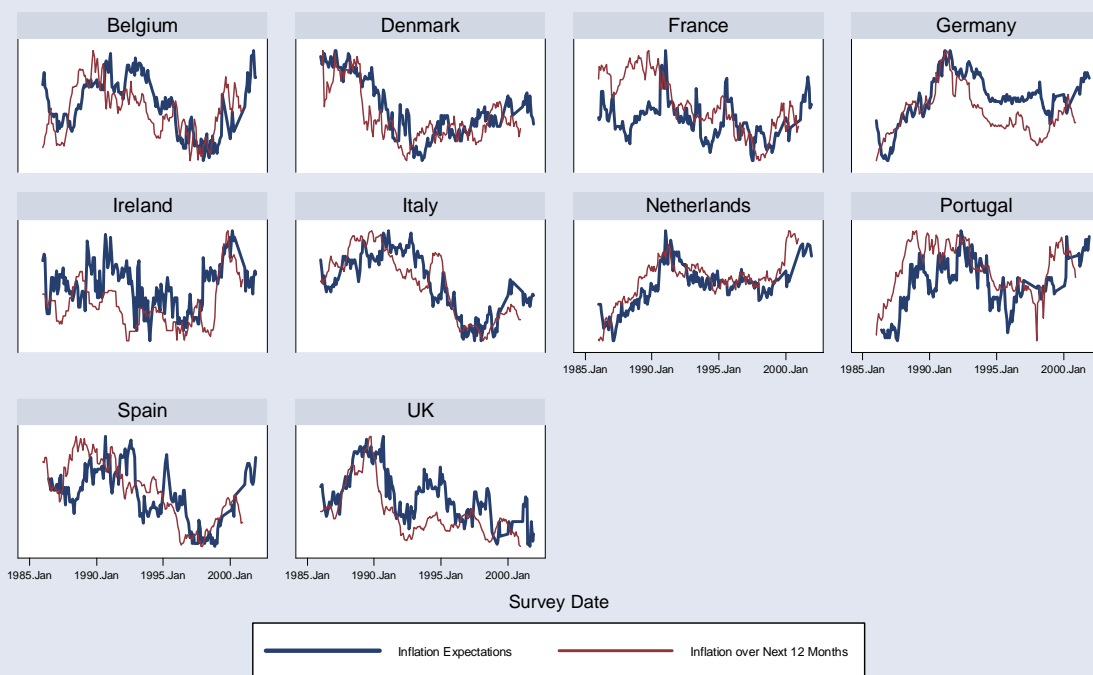 Belgium Denmark France Germany
Ireland Italy Netherlands Portugal
1985.Jan 1990.Jan 1995.Jan 2000.Jan 1985.Jan 1990.Jan 1995.Jan 2000.Jan
Spain UK
1985.Jan 1990.Jan 1995.Jan 2000.Jan 1985.Jan 1990.Jan 1995.Jan 2000.Jan
Survey Date
Inflation Expectations Inflation over Next 12 Months